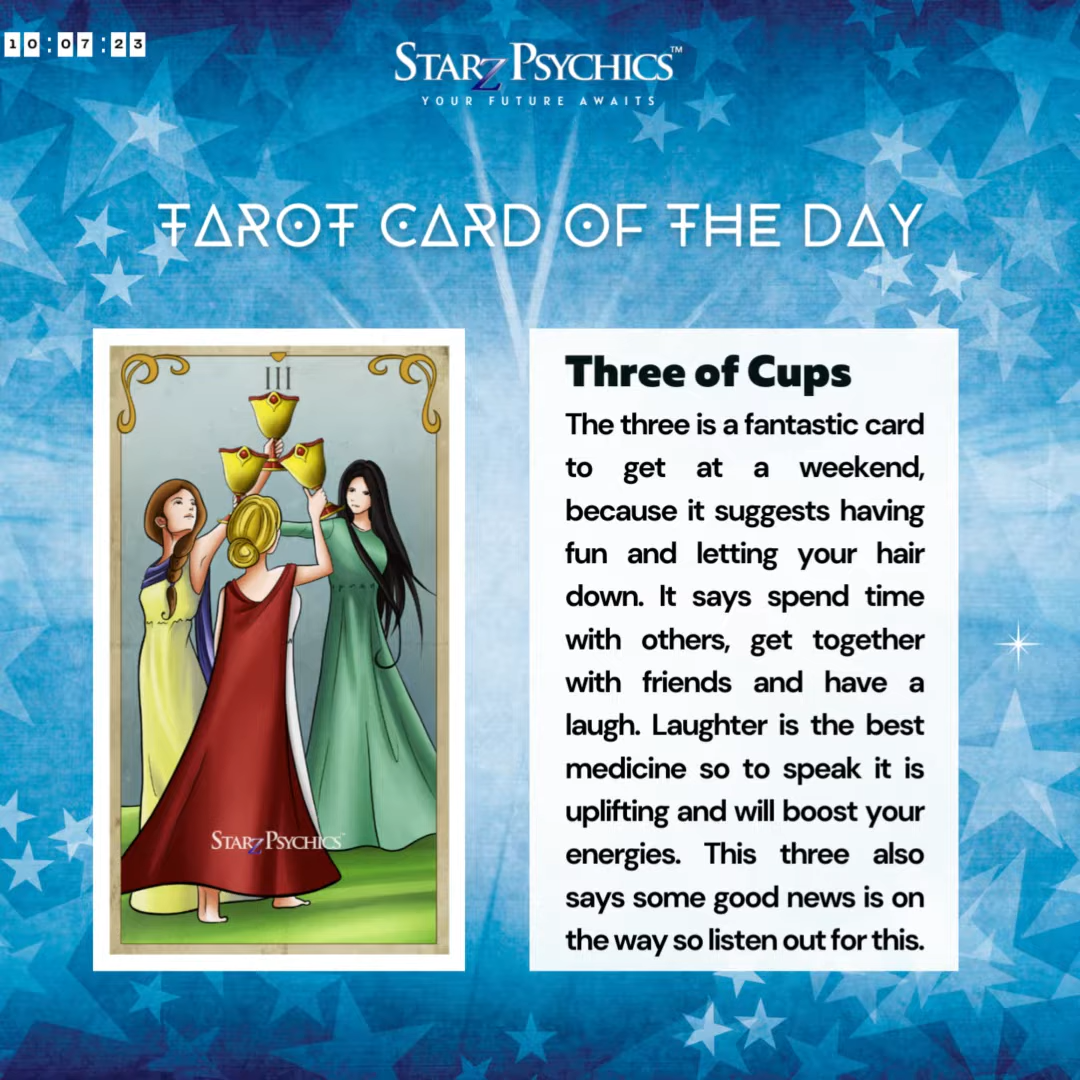 10:07:23
STARZ PSYCHICS™
YOUR FUTURE AWAITS
TAROT CARD OF THE DAY
III
STARZ PSYCHICS™
Three of Cups
The three is a fantastic card
to get at a weekend,
because it suggests having
fun and letting your hair
down. It says spend time
with others, get together
with friends and have a
laugh. Laughter is the best
medicine so to speak it is
uplifting and will boost your
energies. This three also
says some good news is on
the way so listen out for this.